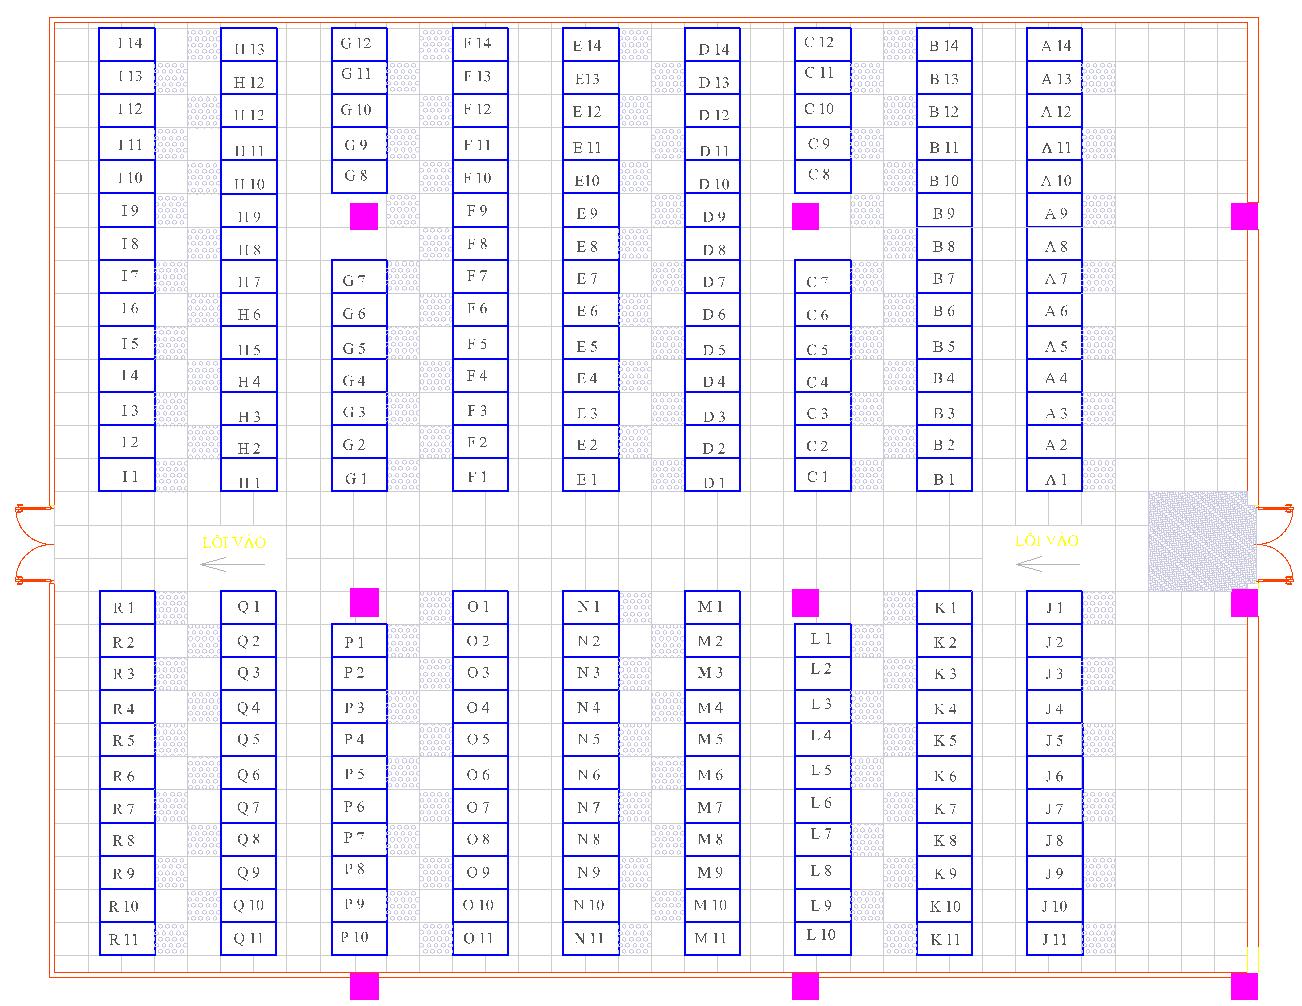 I 14 H 13 G 12 F 14 E 14 D 14 C 12 B 14 A 14
I 13 H 12 G 11 F 13 E13 D 13 C 11 B 13 A 13
I 12 H 12 G 10 F 12 E 12 D 12 C 10 B 12 A 12
I 11 H 11 G 9 F 11 E 11 D 11 C 9 B 11 A 11
I 10 H 10 G 8 F 10 E10 D 10 C 8 B 10 A 10
I 9 H 9 F 9 E 9 D 9 B 9 A 9
I 8 H 8 F 8 E 8 D 8 B 8 A 8
I 7 H 7 G 7 F 7 E 7 D 7 C 7 B 7 A 7
I 6 H 6 G 6 F 6 E 6 D 6 C 6 B 6 A 6
I 5 H 5 G 5 F 5 E 5 D 5 C 5 B 5 A 5
I 4 H 4 G 4 F 4 E 4 D 4 C 4 B 4 A 4
I 3 H 3 G 3 F 3 E 3 D 3 C 3 B 3 A 3
I 2 H 2 G 2 F 2 E 2 D 2 C 2 B 2 A 2
I 1 H 1 G 1 F 1 E 1 D 1 C 1 B 1 A 1
LỐI VÀO LỐI VÀO
R 1 Q 1 O 1 N 1 M 1 K 1 J 1
R 2 Q 2 P 1 O 2 N 2 M 2 L 1 K 2 J 2
R 3 Q 3 P 2 O 3 N 3 M 3 L 2 K 3 J 3
R 4 Q 4 P 3 O 4 N 4 M 4 L 3 K 4 J 4
R 5 Q 5 P 4 O 5 N 5 M 5 L 4 K 5 J 5
R 6 Q 6 P 5 O 6 N 6 M 6 L 5 K 6 J 6
R 7 Q 7 P 6 O 7 N 7 M 7 L 6 K 7 J 7
R 8 Q 8 P 7 O 8 N 8 M 8 L 7 K 8 J 8
R 9 Q 9 P 8 O 9 N 9 M 9 L 8 K 9 J 9
R 10 Q 10 P 9 O 10 N 10 M 10 L 9 K 10 J 10
R 11 Q 11 P 10 O 11 N 11 M 11 L 10 K 11 J 11